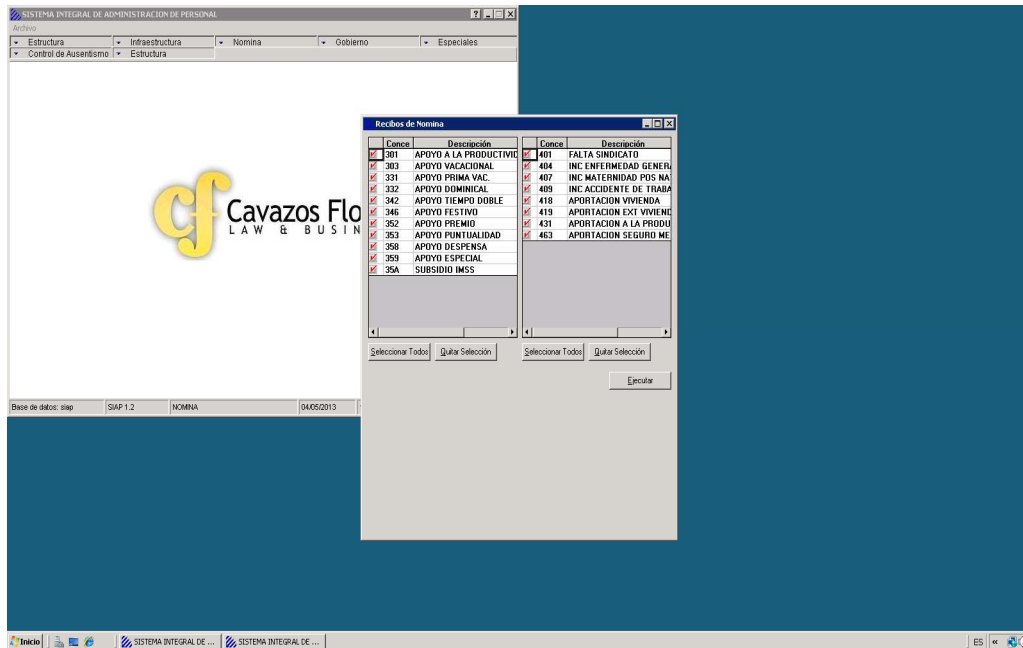 SISTEMA INTEGRAL DE ADMINISTRACION DE PERSONAL
Archivo
Estructura Infraestructura Nomina Gobierno Especiales
Control de Ausentismo Estructura
cf Cavazos Flo
LAW & BUSIN
Base de datos: siap SIAP 1.2 NOMINA 04/05/2013
Recibos de Nomina
Conce Descripción
301 APOYO A LA PRODUCTIVID
303 APOYO VACACIONAL
331 APOYO PRIMA VAC.
332 APOYO DOMINICAL
342 APOYO TIEMPO DOBLE
346 APOYO FESTIVO
352 APOYO PREMIO
353 APOYO PUNTUALIDAD
358 APOYO DESPENSA
359 APOYO ESPECIAL
35A SUBSIDIO IMSS
Seleccionar Todos Quitar Selección
Conce Descripción
401 FALTA SINDICATO
404 INC ENFERMEDAD GENER
407 INC MATERNIDAD POS NA
409 INC ACCIDENTE DE TRABA
418 APORTACION VIVIENDA
419 APORTACION EXT VIVIEND
431 APORTACION A LA PRODU
463 APORTACION SEGURO ME
Seleccionar Todos Quitar Selección
Ejecutar
Inicio SISTEMA INTEGRAL DE ... SISTEMA INTEGRAL DE ... ES «